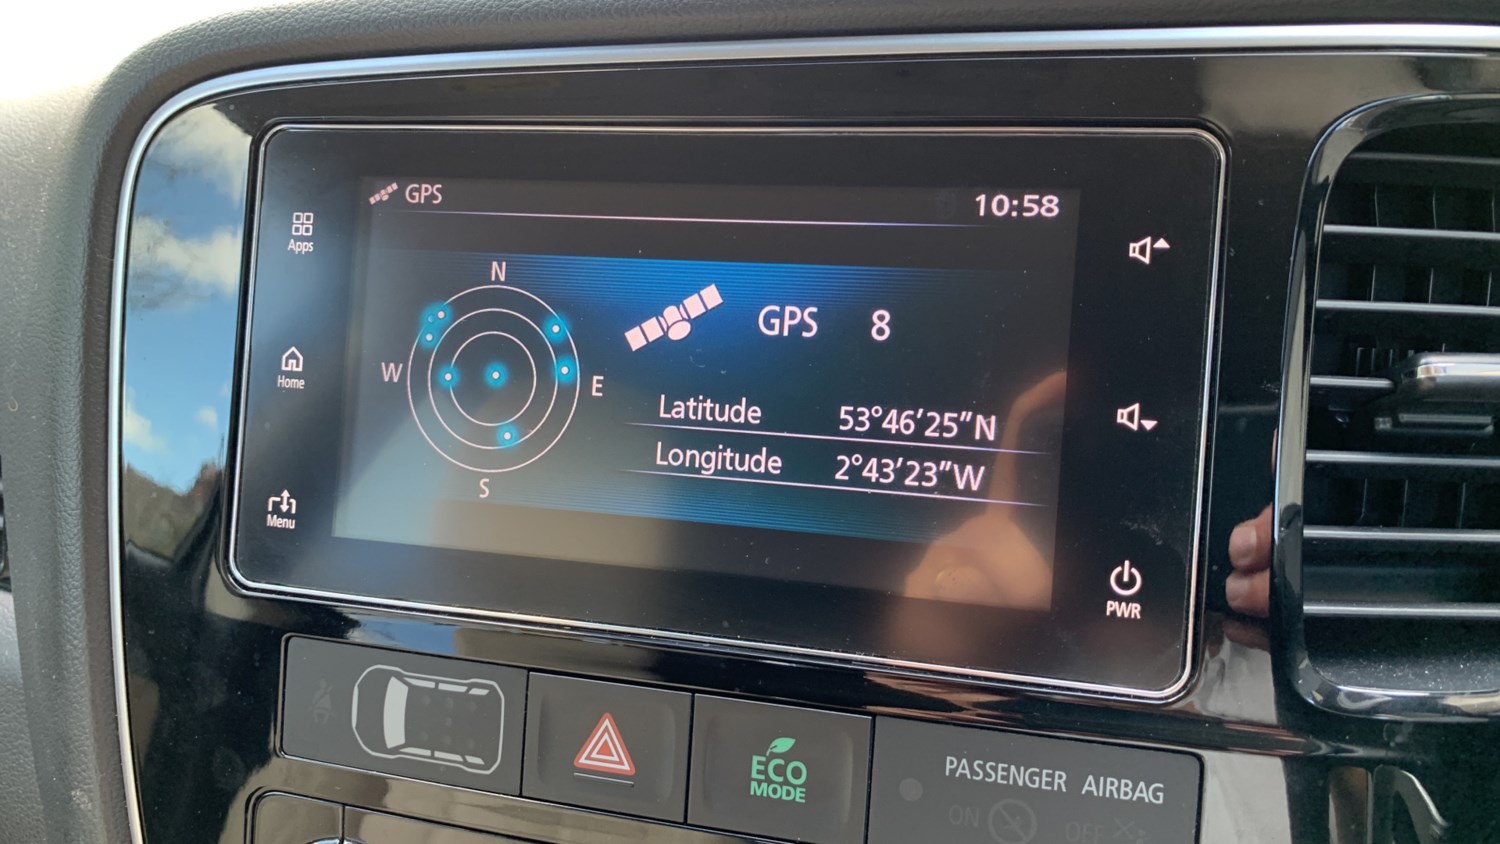 GPS
10:58
Apps
N
GPS 8
W
E
Home
Latitude 53°46'25"N
Longitude 2°43'23"W
S
Menu
PWR
ECO
MODE
PASSENGER AIRBAG
ON OFF